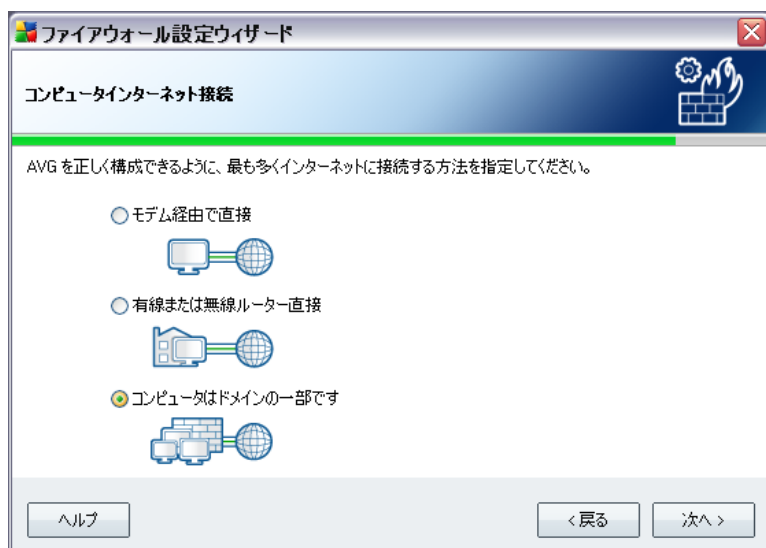 ファイアウォール設定ウィザード
コンピュータインターネット接続
AVG を正しく構成できるように、最も多くインターネットに接続する方法を指定してください。
モデム経由で直接
有線または無線ルーター直接
コンピュータはドメインの一部です
ヘルプ
<戻る
次へ>